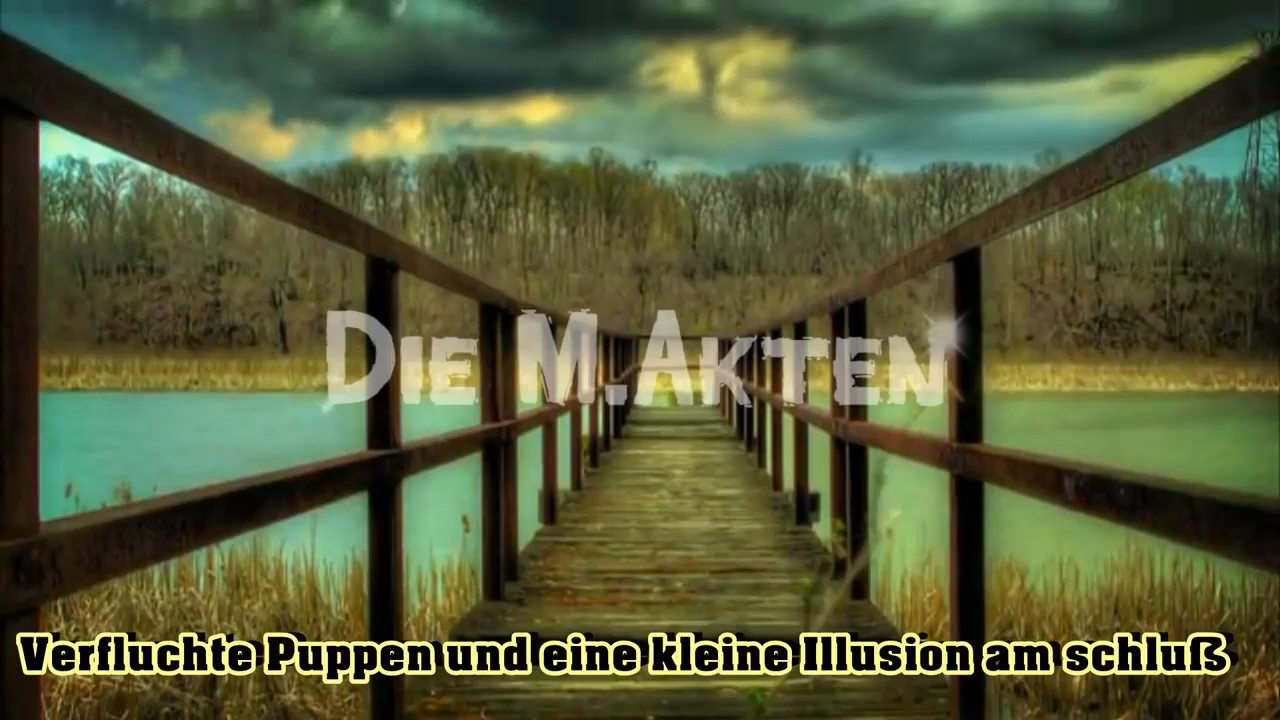 Die M.Akten
Verfluchte Puppen und eine kleine Illusion am schluß